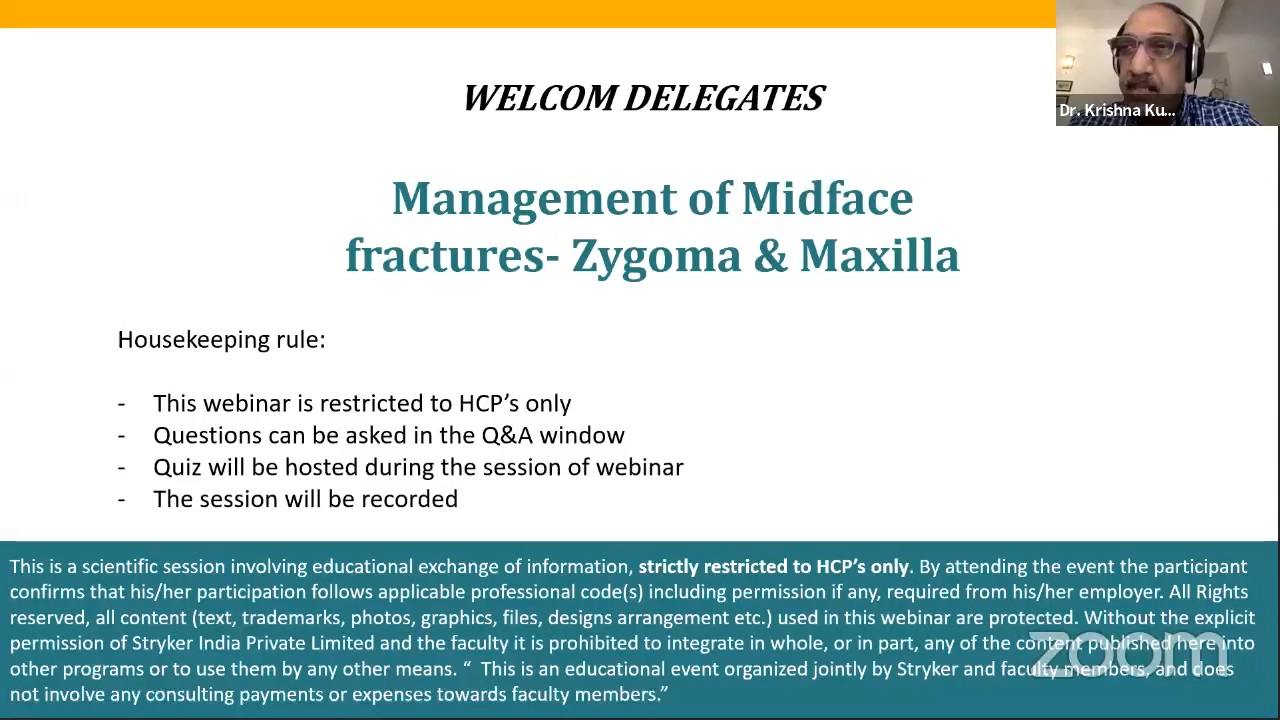 WELCOM DELEGATES
Dr. Krishna Ku...
Management of Midface
fractures- Zygoma & Maxilla
Housekeeping rule:
- This webinar is restricted to HCP’s only
- Questions can be asked in the Q&A window
- Quiz will be hosted during the session of webinar
- The session will be recorded
This is a scientific session involving educational exchange of information, strictly restricted to HCP’s only. By attending the event the participant
confirms that his/her participation follows applicable professional code(s) including permission if any, required from his/her employer. All Rights
reserved, all content (text, trademarks, photos, graphics, files, designs arrangement etc.) used in this webinar are protected. Without the explicit
permission of Stryker India Private Limited and the faculty it is prohibited to integrate in whole, or in part, any of the content published here into
other programs or to use them by any other means. “ This is an educational event organized jointly by Stryker and faculty members, and does
not involve any consulting payments or expenses towards faculty members.”
zoom